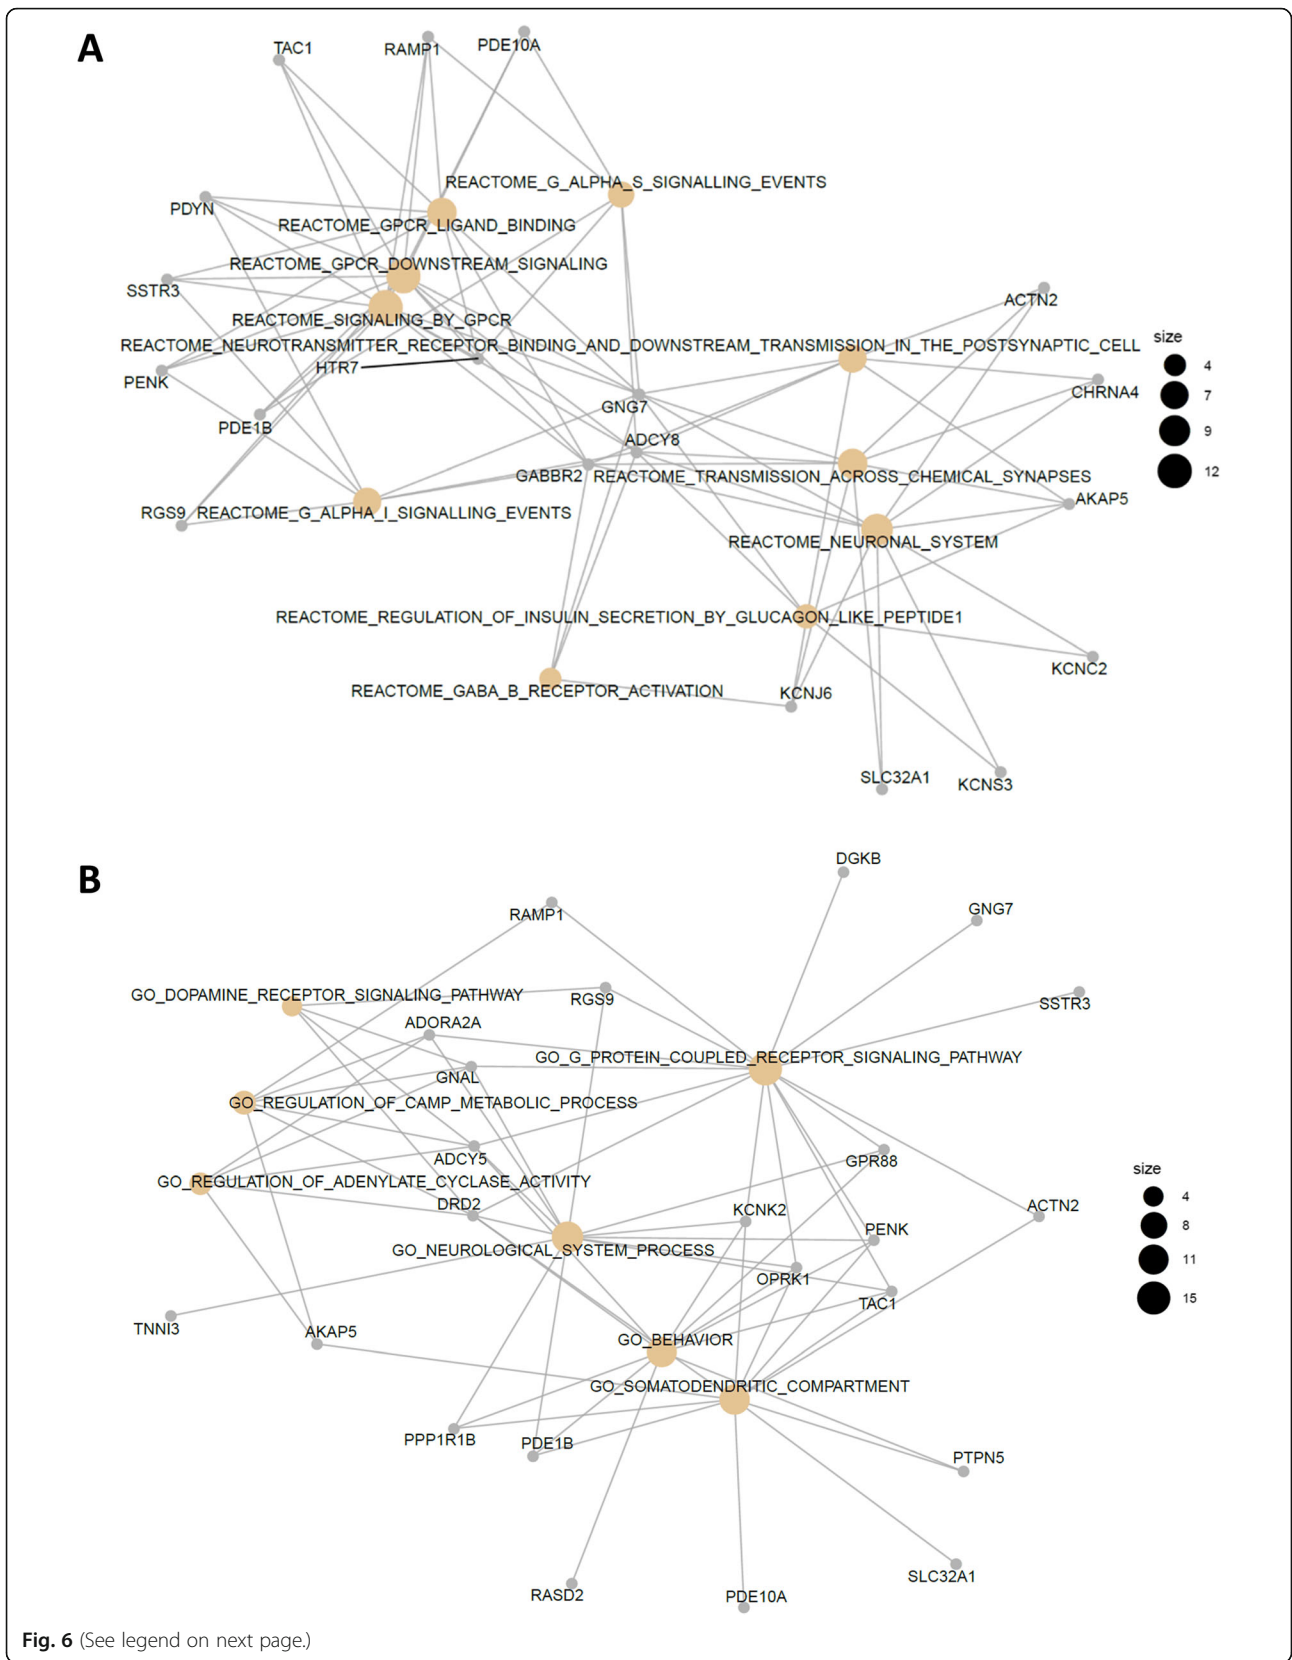 A
TAC1
RAMP1
PDE10A
REACTOME_G_ALPHA_S_SIGNALLING_EVENTS
PDYN
REACTOME_GPCR_LIGAND_BINDING
REACTOME_GPCR_DOWNSTREAM_SIGNALING
SSTR3
ACTN2
REACTOME_SIGNALING_BY_GPCR
size
REACTOME_NEUROTRANSMITTER_RECEPTOR_BINDING_AND_DOWNSTREAM_TRANSMISSION_IN_THE_POSTSYNAPTIC_CELL
4
HTR7
PENK
CHRNA4
7
GNG7
PDE1B
9
ADCY8
GABBR2
REACTOME_TRANSMISSION_ACROSS_CHEMICAL_SYNAPSES
12
AKAP5
RGS9
REACTOME_G_ALPHA_I_SIGNALLING_EVENTS
REACTOME_NEURONAL_SYSTEM
REACTOME_REGULATION_OF_INSULIN_SECRETION_BY_GLUCAGON_LIKE_PEPTIDE1
KCNC2
REACTOME_GABA_B_RECEPTOR_ACTIVATION
KCNJ6
SLC32A1
KCNS3
B
DGKB
RAMP1
GNG7
GO_DOPAMINE_RECEPTOR_SIGNALING_PATHWAY
RGS9
SSTR3
ADORA2A
GO_G_PROTEIN_COUPLED_RECEPTOR_SIGNALING_PATHWAY
GNAL
GO_REGULATION_OF_CAMP_METABOLIC_PROCESS
ADCY5
GPR88
size
GO_REGULATION_OF_ADENYLATE_CYCLASE_ACTIVITY
4
DRD2
KCNK2
ACTN2
8
PENK
GO_NEUROLOGICAL_SYSTEM_PROCESS
11
OPRK1
15
TAC1
TNNI3
AKAP5
GO_BEHAVIOR
GO_SOMATODENDRITIC_COMPARTMENT
PPP1R1B
PDE1B
PTPN5
SLC32A1
RASD2
PDE10A
Fig. 6 (See legend on next page.)